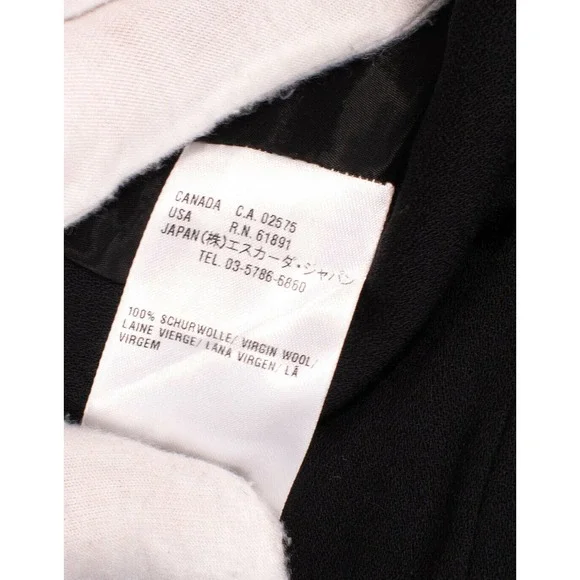 CANADA C.A. 02575
USA R.N. 61891
JAPAN(株)エスカーダ・ジャパン
TEL. 03-5786-6860
100% SCHURWOLLE/ VIRGIN WOOL/
LAINE VIERGE/ LANA VIRGEN/ LÃ
VIRGEM